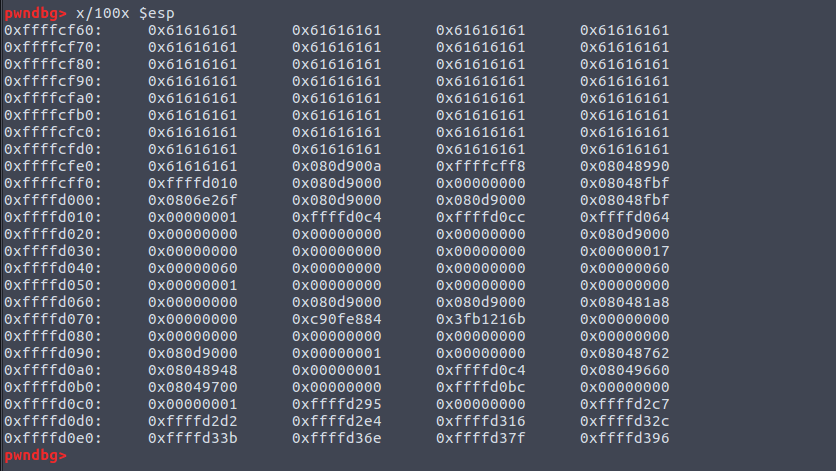 pwndbg> x/100x $esp
0xffffcf60: 0x61616161 0x61616161 0x61616161 0x61616161
0xffffcf70: 0x61616161 0x61616161 0x61616161 0x61616161
0xffffcf80: 0x61616161 0x61616161 0x61616161 0x61616161
0xffffcf90: 0x61616161 0x61616161 0x61616161 0x61616161
0xffffcfa0: 0x61616161 0x61616161 0x61616161 0x61616161
0xffffcfb0: 0x61616161 0x61616161 0x61616161 0x61616161
0xffffcfc0: 0x61616161 0x61616161 0x61616161 0x61616161
0xffffcfd0: 0x61616161 0x61616161 0x61616161 0x61616161
0xffffcfe0: 0x61616161 0x080d900a 0xffffcff8 0x08048990
0xffffcff0: 0xffffd010 0x080d9000 0x00000000 0x08048fbf
0xffffd000: 0x0806e26f 0x080d9000 0x080d9000 0x08048fbf
0xffffd010: 0x00000001 0xffffd0c4 0xffffd0cc 0xffffd064
0xffffd020: 0x00000000 0x00000000 0x00000000 0x080d9000
0xffffd030: 0x00000000 0x00000000 0x00000000 0x00000017
0xffffd040: 0x00000060 0x00000000 0x00000000 0x00000060
0xffffd050: 0x00000001 0x00000000 0x00000000 0x00000000
0xffffd060: 0x00000000 0x080d9000 0x080d9000 0x080481a8
0xffffd070: 0x00000000 0xc90fe884 0x3fb1216b 0x00000000
0xffffd080: 0x00000000 0x00000000 0x00000000 0x00000000
0xffffd090: 0x080d9000 0x00000001 0x00000000 0x08048762
0xffffd0a0: 0x08048948 0x00000001 0xffffd0c4 0x08049660
0xffffd0b0: 0x08049700 0x00000000 0xffffd0bc 0x00000000
0xffffd0c0: 0x00000001 0xffffd295 0x00000000 0xffffd2c7
0xffffd0d0: 0xffffd2d2 0xffffd2e4 0xffffd316 0xffffd32c
0xffffd0e0: 0xffffd33b 0xffffd36e 0xffffd37f 0xffffd396
pwndbg>